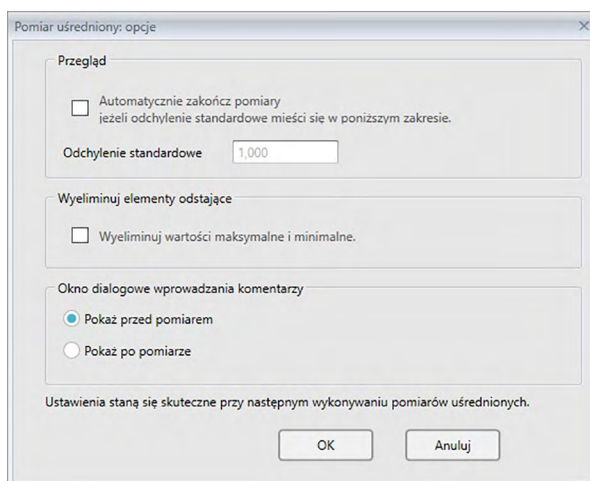 Pomiar uśredniony: opcje
Przegląd
Automatycznie zakończ pomiary
jeżeli odchylenie standardowe mieści się w poniższym zakresie.
Odchylenie standardowe 1,000
Wyeliminuj elementy odstające
Wyeliminuj wartości maksymalne i minimalne.
Okno dialogowe wprowadzania komentarzy
Pokaż przed pomiarem
Pokaż po pomiarze
Ustawienia staną się skuteczne przy następnym wykonywaniu pomiarów uśrednionych.
OK Anuluj